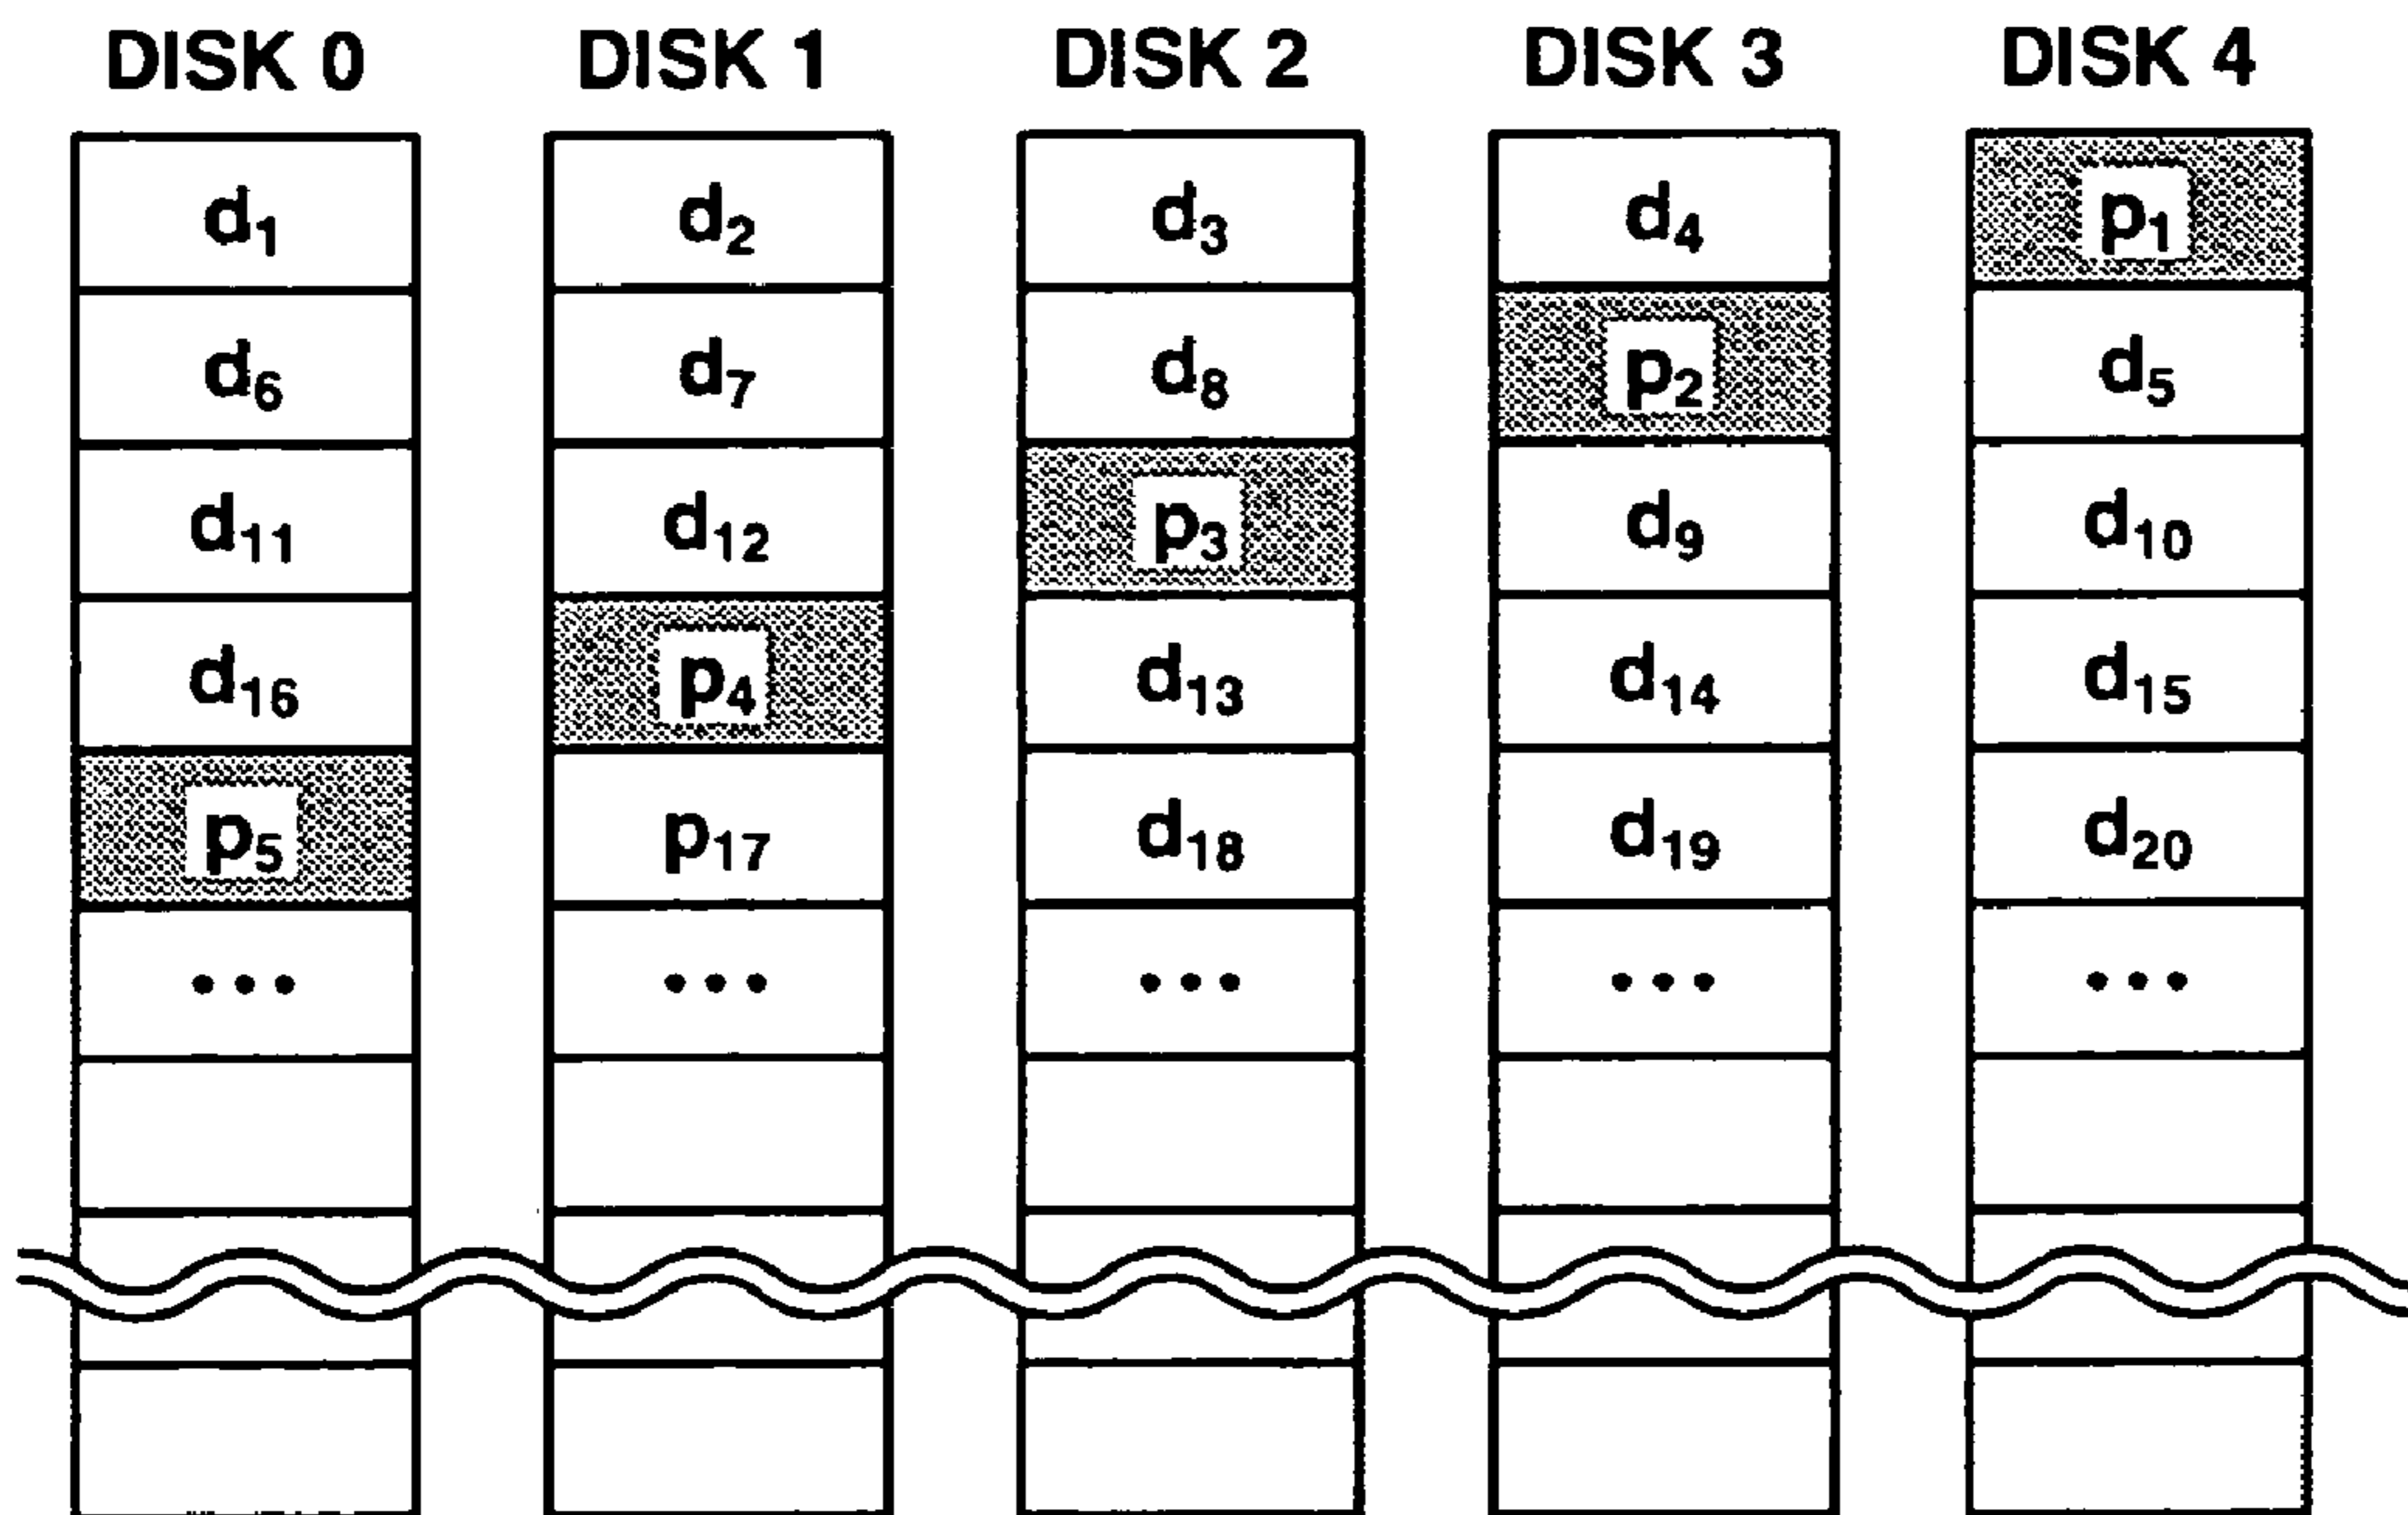 DISK 0 DISK 1 DISK 2 DISK 3 DISK 4
d1 d2 d3 d4 p1
d6 d7 d8 p2 d5
d11 d12 p3 d9 d10
d16 p4 d13 d14 d15
p5 p17 d18 d19 d20
... ... ... ... ...